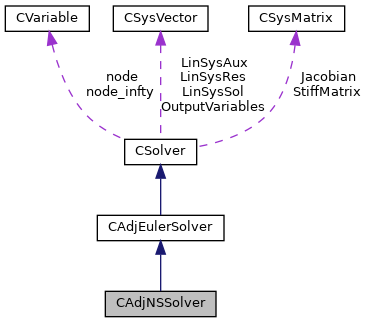 CVariable
CSysVector
CSysMatrix
node
node_infty
LinSysAux
LinSysRes
LinSysSol
OutputVariables
Jacobian
StiffMatrix
CSolver
CAdjEulerSolver
CAdjNSSolver